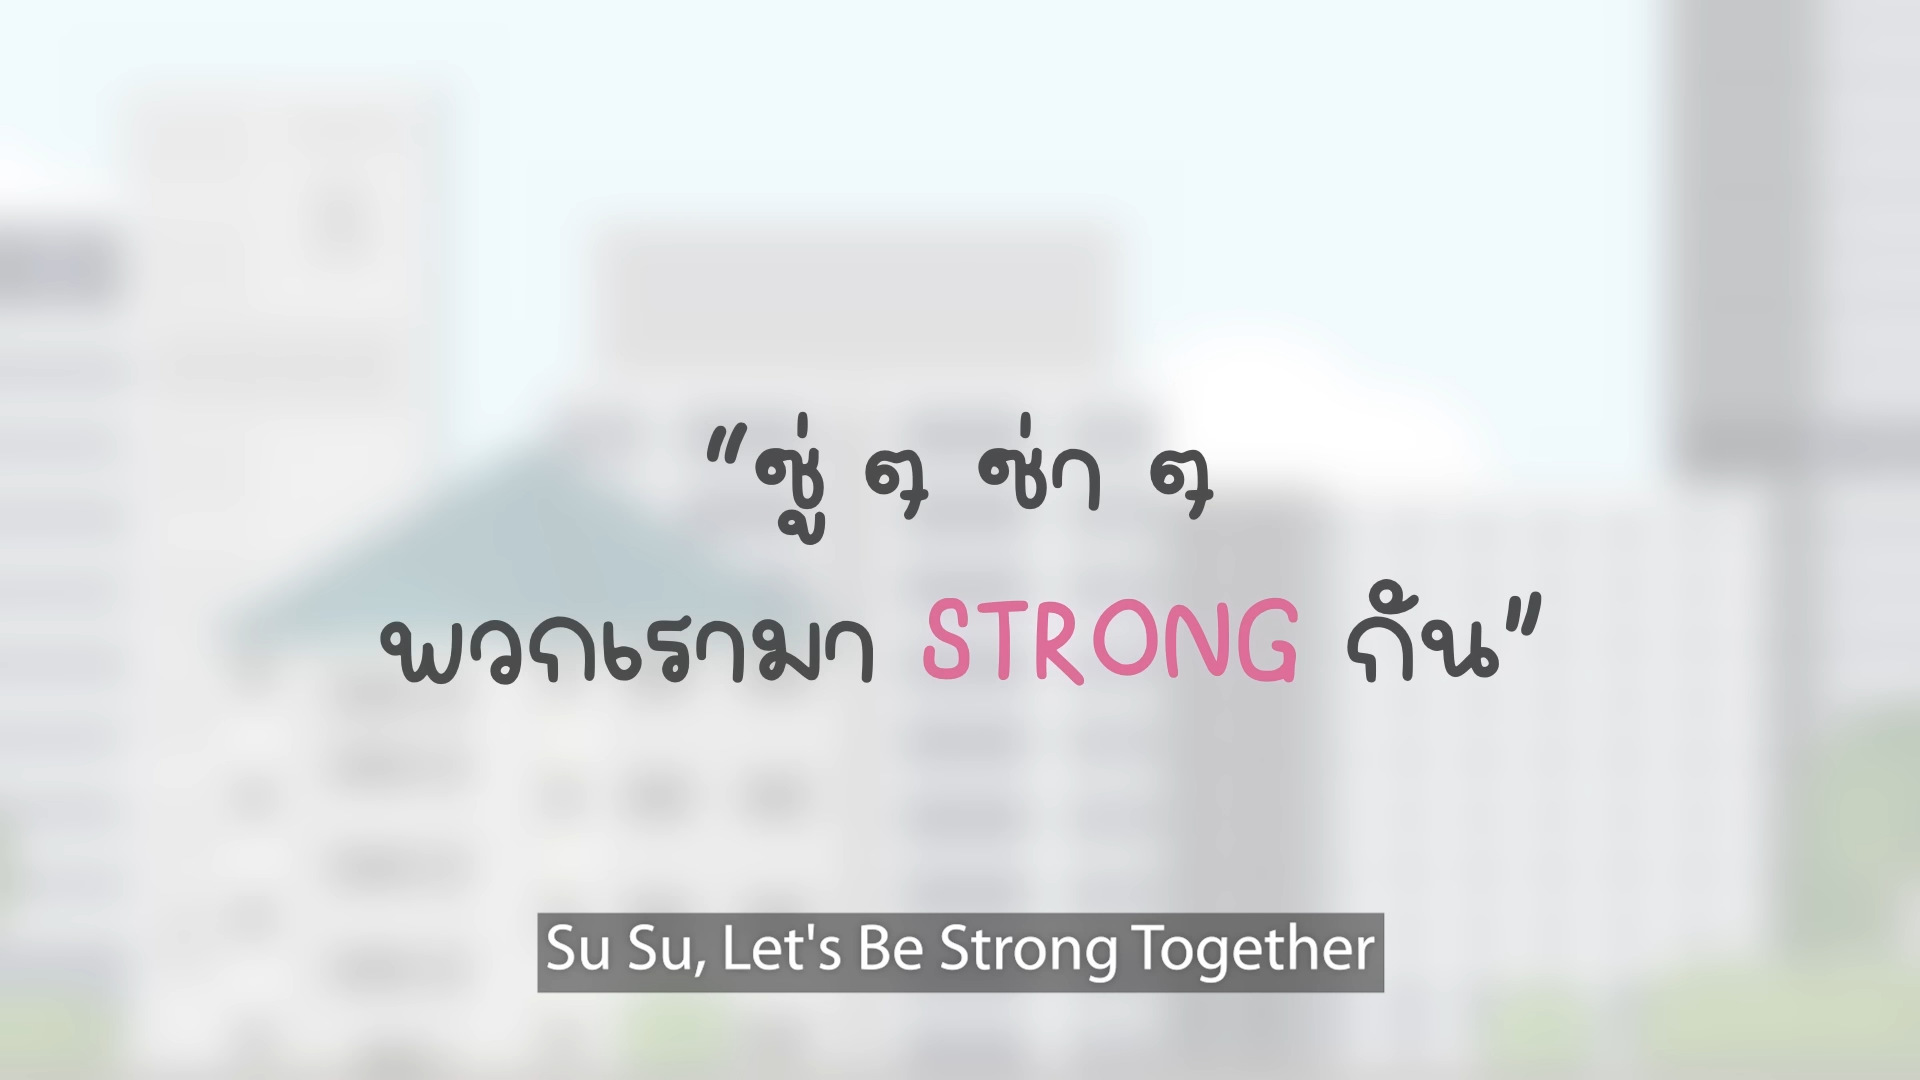 "ซู่ ๆ ซ่า ๆ
พวกเรามา STRONG กัน"
Su Su, Let's Be Strong Together